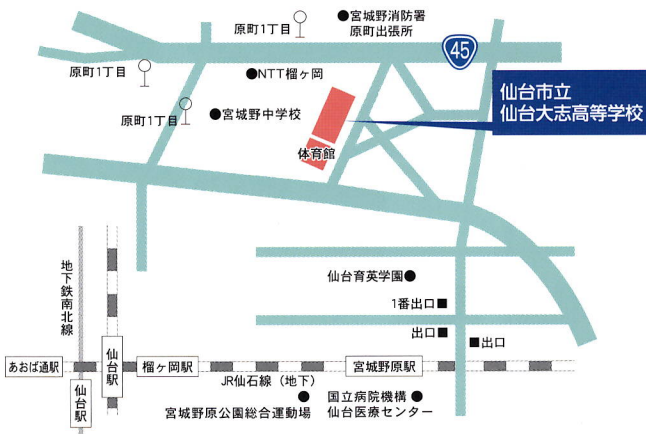 原町1丁目
宮城野消防署
原町出張所
45
原町1丁目
NTT榴ヶ岡
仙台市立
仙台大志高等学校
原町1丁目
宮城野中学校
体育館
地下鉄南北線
仙台育英学園
1番出口
出口
出口
あおば通駅
仙台駅
榴ヶ岡駅
宮城野原駅
JR仙石線（地下）
仙台駅
宮城野原公園総合運動場
国立病院機構
仙台医療センター